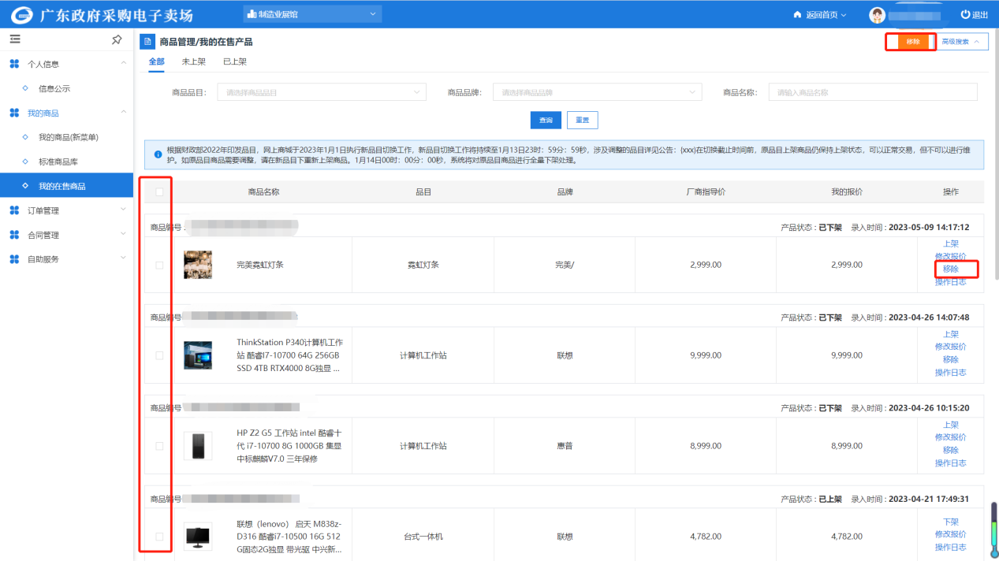 广东政府采购电子卖场
制造业展馆
返回首页
退出
个人信息
信息公示
我的商品
我的商品(新菜单)
标准商品库
我的在售商品
订单管理
合同管理
自助服务
商品管理/我的在售产品
移除
高级搜索
全部 未上架 已上架
商品品目: 请选择商品品目 商品品牌: 请选择商品品牌 商品名称: 请输入商品名称
查询 重置
根据财政部2022年印发品目，网上商城于2023年1月1日执行新品目切换工作，新品目切换工作将持续至1月13日23时：59分：59秒，涉及调整的品目详见公告：(xxx)在切换截止时间前，原品目上架商品仍保持上架状态，可以正常交易，但不可以进行维
护。如原品目商品需要调整，请在新品目下重新上架商品。1月14日00时：00分：00秒，系统将对原品目商品进行全量下架处理。
商品名称 品目 品牌 厂商指导价 我的报价 操作
商品编号: 产品状态：已下架 录入时间：2023-05-09 14:17:12
完美霓虹灯条 霓虹灯条 完美/ 2,999.00 2,999.00
上架
修改报价
移除
操作日志
商品编号 产品状态：已下架 录入时间：2023-04-26 14:07:48
ThinkStation P340计算机工作
站 酷睿I7-10700 64G 256GB
SSD 4TB RTX4000 8G独显 ...
计算机工作站 联想 9,999.00 9,999.00
上架
修改报价
移除
操作日志
商品编号 产品状态：已下架 录入时间：2023-04-26 10:15:20
HP Z2 G5 工作站 intel 酷睿十
代 i7-10700 8G 1000GB 集显
中标麒麟V7.0 三年保修
计算机工作站 惠普 8,999.00 8,999.00
上架
修改报价
移除
操作日志
商品编号 产品状态：已上架 录入时间：2023-04-21 17:49:31
联想（lenovo） 启天 M838z-
D316 酷睿i7-10500 16G 512
G固态2G独显 带光驱 中兴新...
台式一体机 联想 4,782.00 4,782.00
下架
修改报价
操作日志